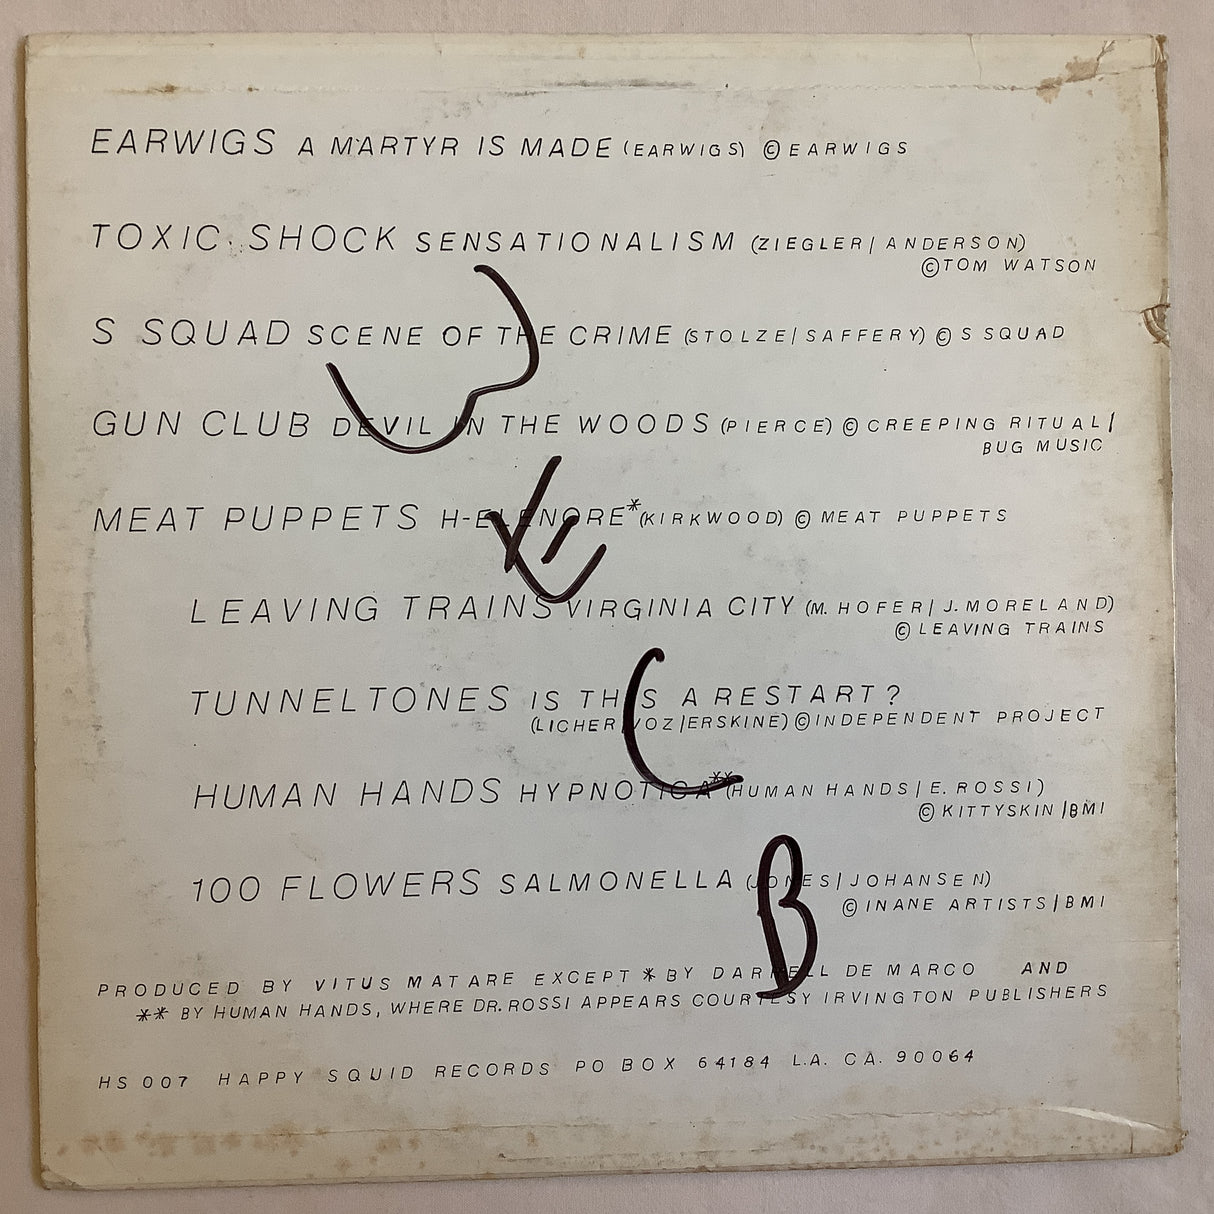 EARWIGS A MARTYR IS MADE (EARWIGS) © EARWIGS
TOXIC SHOCK SENSATIONALISM (ZIEGLER/ANDERSON)
© TOM WATSON
S SQUAD SCENE OF THE CRIME (STOLZE/SAFFERY) © S SQUAD
GUN CLUB DEVIL IN THE WOODS (PIERCE) © CREEPING RITUAL/
BUG MUSIC
MEAT PUPPETS H-ELENORE* (KIRKWOOD) © MEAT PUPPETS
LEAVING TRAINS VIRGINIA CITY (M. HOFER/J. MORELAND)
© LEAVING TRAINS
TUNNELTONES IS THIS A RESTART?
(LICHER/VOZ/ERSKINE) © INDEPENDENT PROJECT
HUMAN HANDS HYPNOTICA** (HUMAN HANDS/E. ROSSI)
© KITTYSKIN/BMI
100 FLOWERS SALMONELLA (JONES/JOHANSEN)
© INANE ARTISTS/BMI
PRODUCED BY VITUS MATARE EXCEPT * BY DARRELL DE MARCO AND
** BY HUMAN HANDS, WHERE DR. ROSSI APPEARS COURTESY IRVINGTON PUBLISHERS
HS 007 HAPPY SQUID RECORDS PO BOX 64184 L.A. CA. 90064